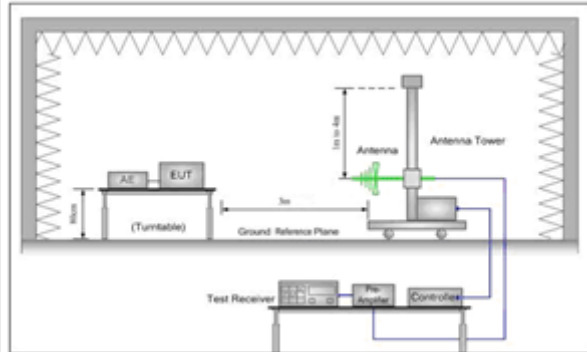 1m to 4m
Antenna
Antenna Tower
AE
EUT
80cm
(Turntable)
3m
Ground Reference Plane
Test Receiver
Pre-
Amplifier
Controller